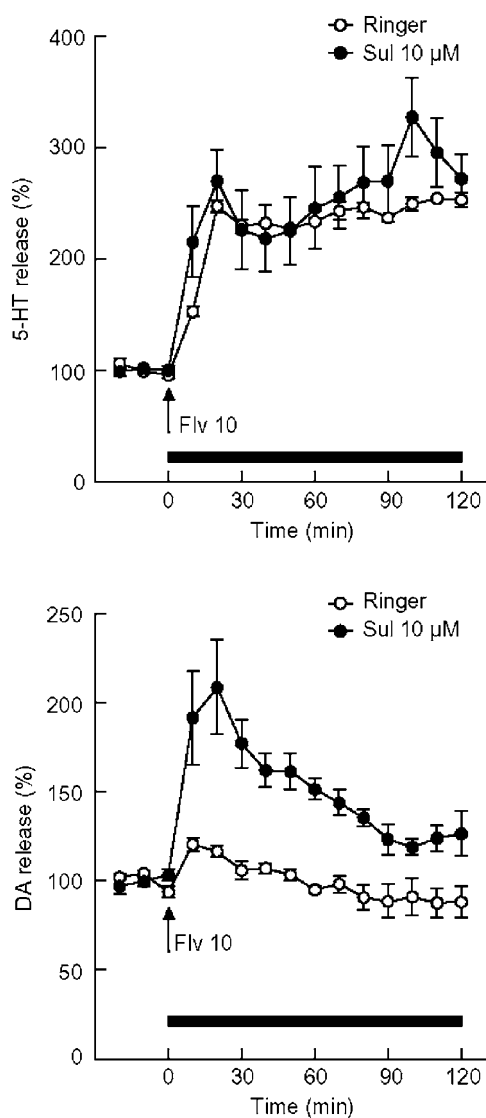 Ringer
Sul 10 µM
400
300
200
100
0
5-HT release (%)
Flv 10
0 30 60 90 120
Time (min)
Ringer
Sul 10 µM
250
200
150
100
50
0
DA release (%)
Flv 10
0 30 60 90 120
Time (min)